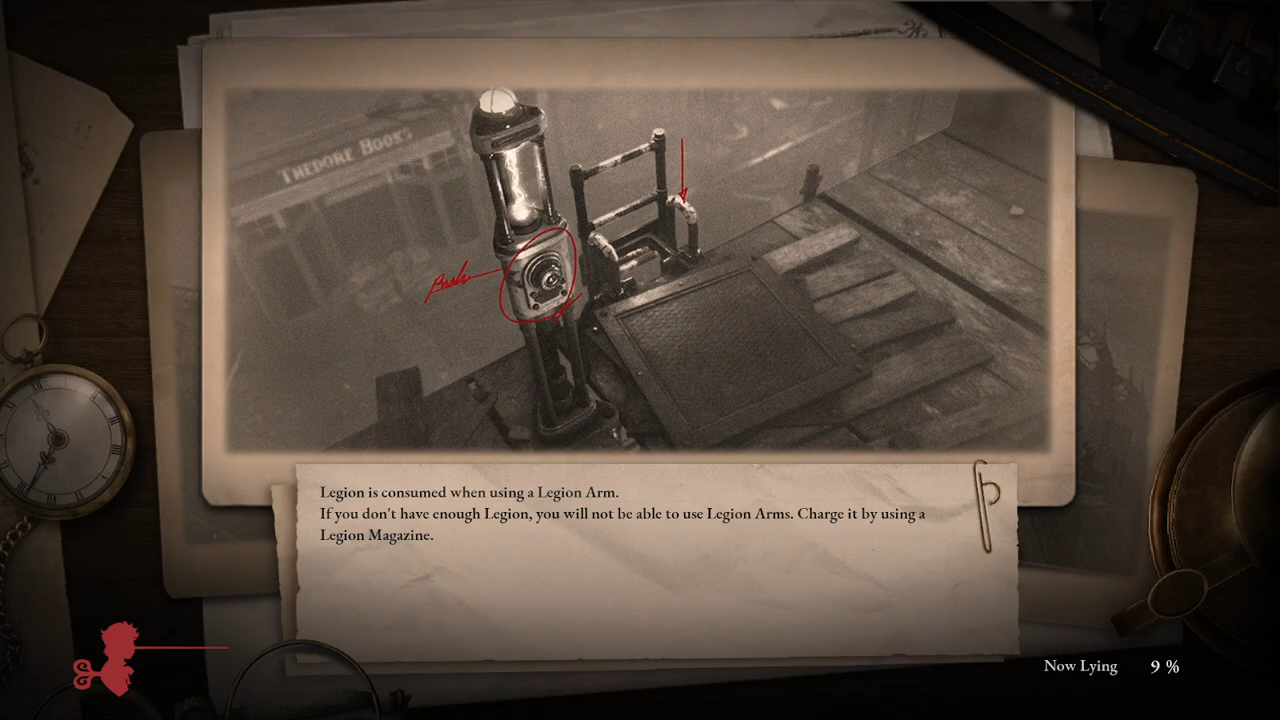 THEDORE BOOKS
Push
Legion is consumed when using a Legion Arm.
If you don't have enough Legion, you will not be able to use Legion Arms. Charge it by using a
Legion Magazine.
Now Lying 9 %